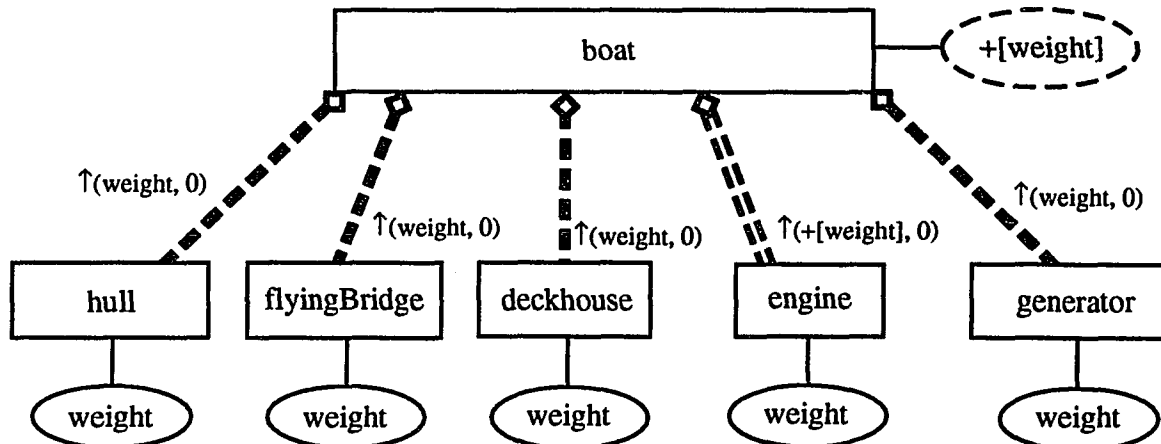 boat
+[weight]
↑(weight, 0)
↑(weight, 0)
↑(weight, 0)
↑(+[weight], 0)
↑(weight, 0)
hull
flyingBridge
deckhouse
engine
generator
weight
weight
weight
weight
weight